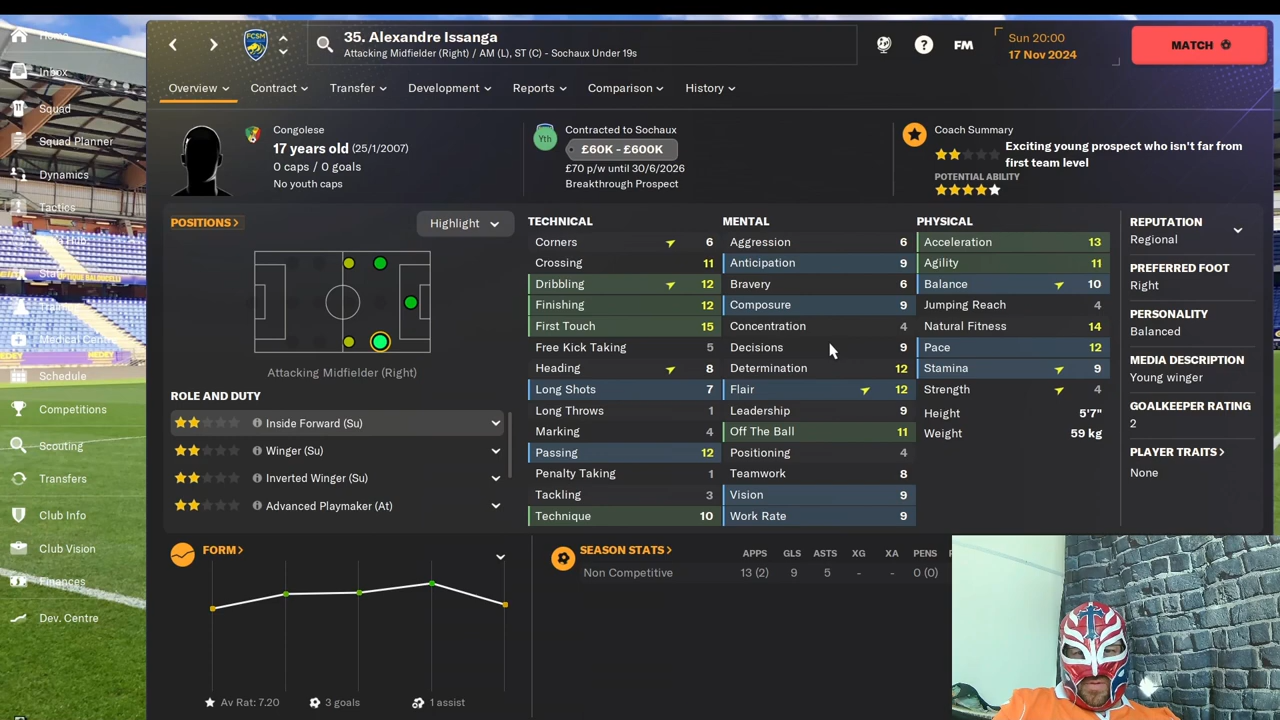 Home
Inbox
Squad
Squad Planner
Dynamics
Tactics
Schedule
Competitions
Scouting
Transfers
Club Info
Club Vision
Finances
Dev. Centre
FCSM
35. Alexandre Issanga
Attacking Midfielder (Right) / AM (L), ST (C) - Sochaux Under 19s
?
FM
Sun 20:00
17 Nov 2024
MATCH
Overview
Contract
Transfer
Development
Reports
Comparison
History
Congolese
17 years old (25/1/2007)
0 caps / 0 goals
No youth caps
Yth
Contracted to Sochaux
£60K - £600K
£70 p/w until 30/6/2026
Breakthrough Prospect
Coach Summary
Exciting young prospect who isn't far from
first team level
POTENTIAL ABILITY
POSITIONS >
Highlight
Attacking Midfielder (Right)
ROLE AND DUTY
Inside Forward (Su)
Winger (Su)
Inverted Winger (Su)
Advanced Playmaker (At)
TECHNICAL
Corners 6
Crossing 11
Dribbling 12
Finishing 12
First Touch 15
Free Kick Taking 5
Heading 8
Long Shots 7
Long Throws 1
Marking 4
Passing 12
Penalty Taking 1
Tackling 3
Technique 10
MENTAL
Aggression 6
Anticipation 9
Bravery 6
Composure 9
Concentration 4
Decisions 9
Determination 12
Flair 12
Leadership 9
Off The Ball 11
Positioning 4
Teamwork 8
Vision 9
Work Rate 9
PHYSICAL
Acceleration 13
Agility 11
Balance 10
Jumping Reach 4
Natural Fitness 14
Pace 12
Stamina 9
Strength 4
Height 5'7"
Weight 59 kg
REPUTATION
Regional
PREFERRED FOOT
Right
PERSONALITY
Balanced
MEDIA DESCRIPTION
Young winger
GOALKEEPER RATING
2
PLAYER TRAITS >
None
FORM >
Av Rat: 7.20
3 goals
1 assist
SEASON STATS > APPS GLS ASTS XG XA PENS
Non Competitive 13 (2) 9 5 - - 0 (0)